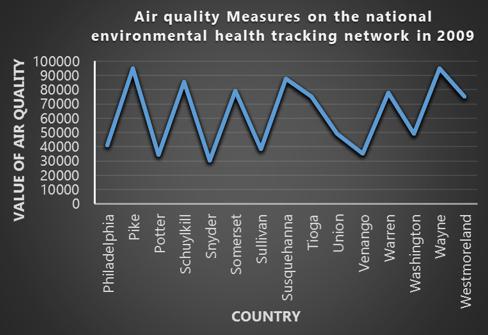 Air quality Measures on the national
environmental health tracking network in 2009
VALUE OF AIR QUALITY
100000
90000
80000
70000
60000
50000
40000
30000
20000
10000
0
Philadelphia
Pike
Potter
Schuylkill
Snyder
Somerset
Sullivan
Susquehanna
Tioga
Union
Venango
Warren
Washington
Wayne
Westmoreland
COUNTRY